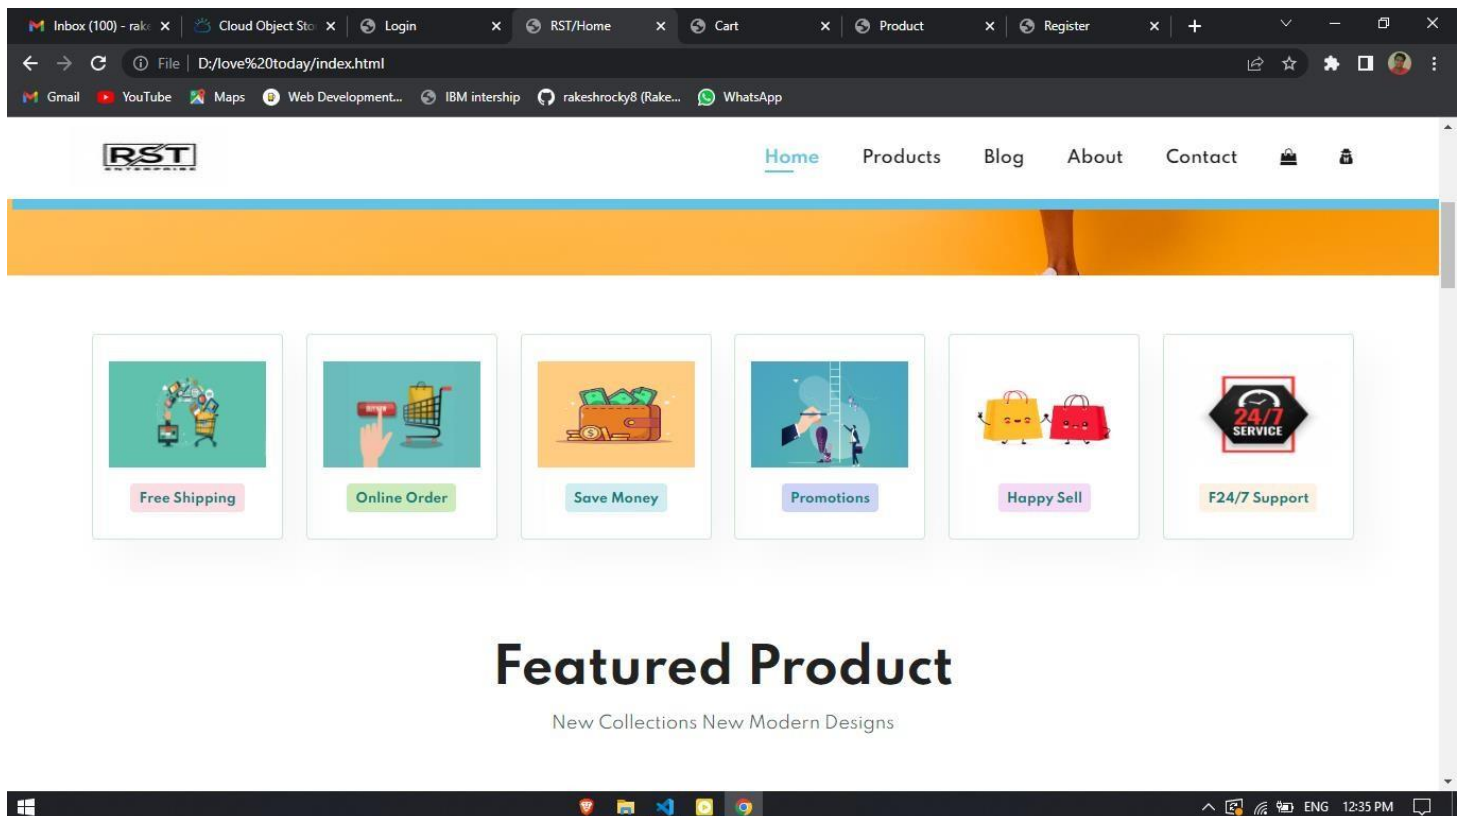 Inbox (100) - rake
Cloud Object Sto
Login
RST/Home
Cart
Product
Register
File
D:/love%20today/index.html
Gmail
YouTube
Maps
Web Development...
IBM intership
rakeshrocky8 (Rake...
WhatsApp
RST
ENTERPRISE
Home
Products
Blog
About
Contact
24/7
SERVICE
Free Shipping
Online Order
Save Money
Promotions
Happy Sell
F24/7 Support
Featured Product
New Collections New Modern Designs
ENG
12:35 PM